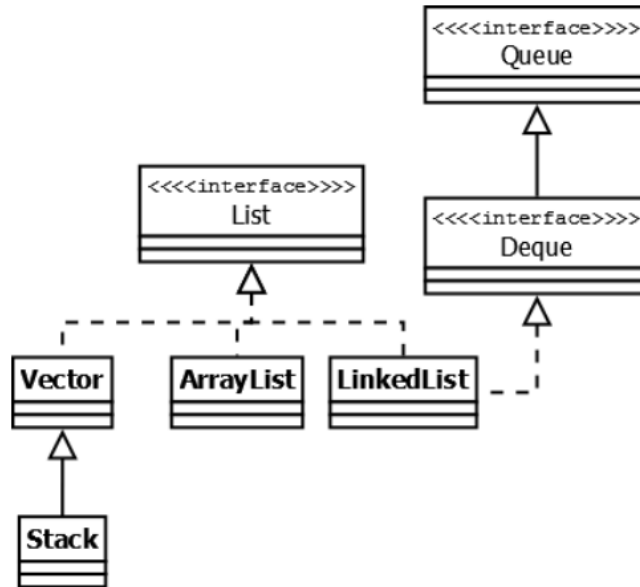 <<<<interface>>>>
Queue
<<<<interface>>>>
List
<<<<interface>>>>
Deque
Vector
ArrayList
LinkedList
Stack